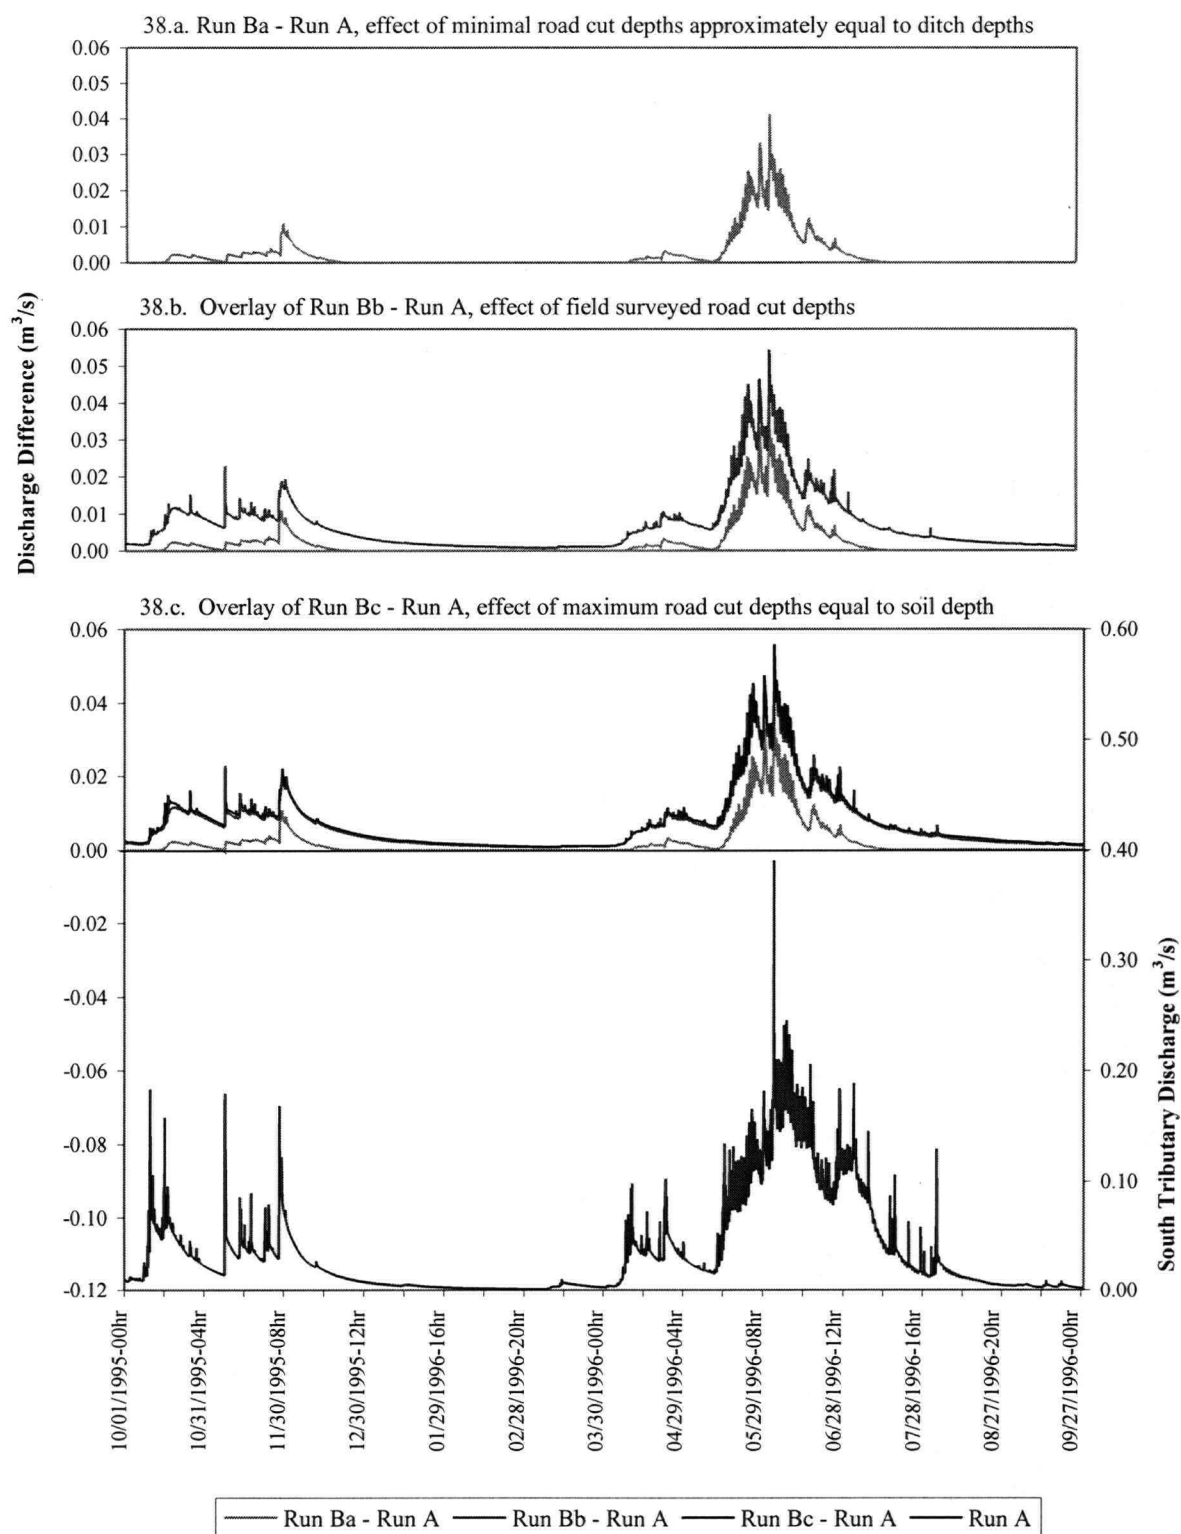 38.a. Run Ba - Run A, effect of minimal road cut depths approximately equal to ditch depths
0.06
0.05
0.04
0.03
0.02
0.01
0.00
38.b. Overlay of Run Bb - Run A, effect of field surveyed road cut depths
0.06
0.05
0.04
0.03
0.02
0.01
0.00
Discharge Difference (m³/s)
38.c. Overlay of Run Bc - Run A, effect of maximum road cut depths equal to soil depth
0.06
0.04
0.02
0.00
-0.02
-0.04
-0.06
-0.08
-0.10
-0.12
0.60
0.50
0.40
0.30
0.20
0.10
0.00
South Tributary Discharge (m³/s)
10/01/1995-00hr
10/31/1995-04hr
11/30/1995-08hr
12/30/1995-12hr
01/29/1996-16hr
02/28/1996-20hr
03/30/1996-00hr
04/29/1996-04hr
05/29/1996-08hr
06/28/1996-12hr
07/28/1996-16hr
08/27/1996-20hr
09/27/1996-00hr
Run Ba - Run A
Run Bb - Run A
Run Bc - Run A
Run A